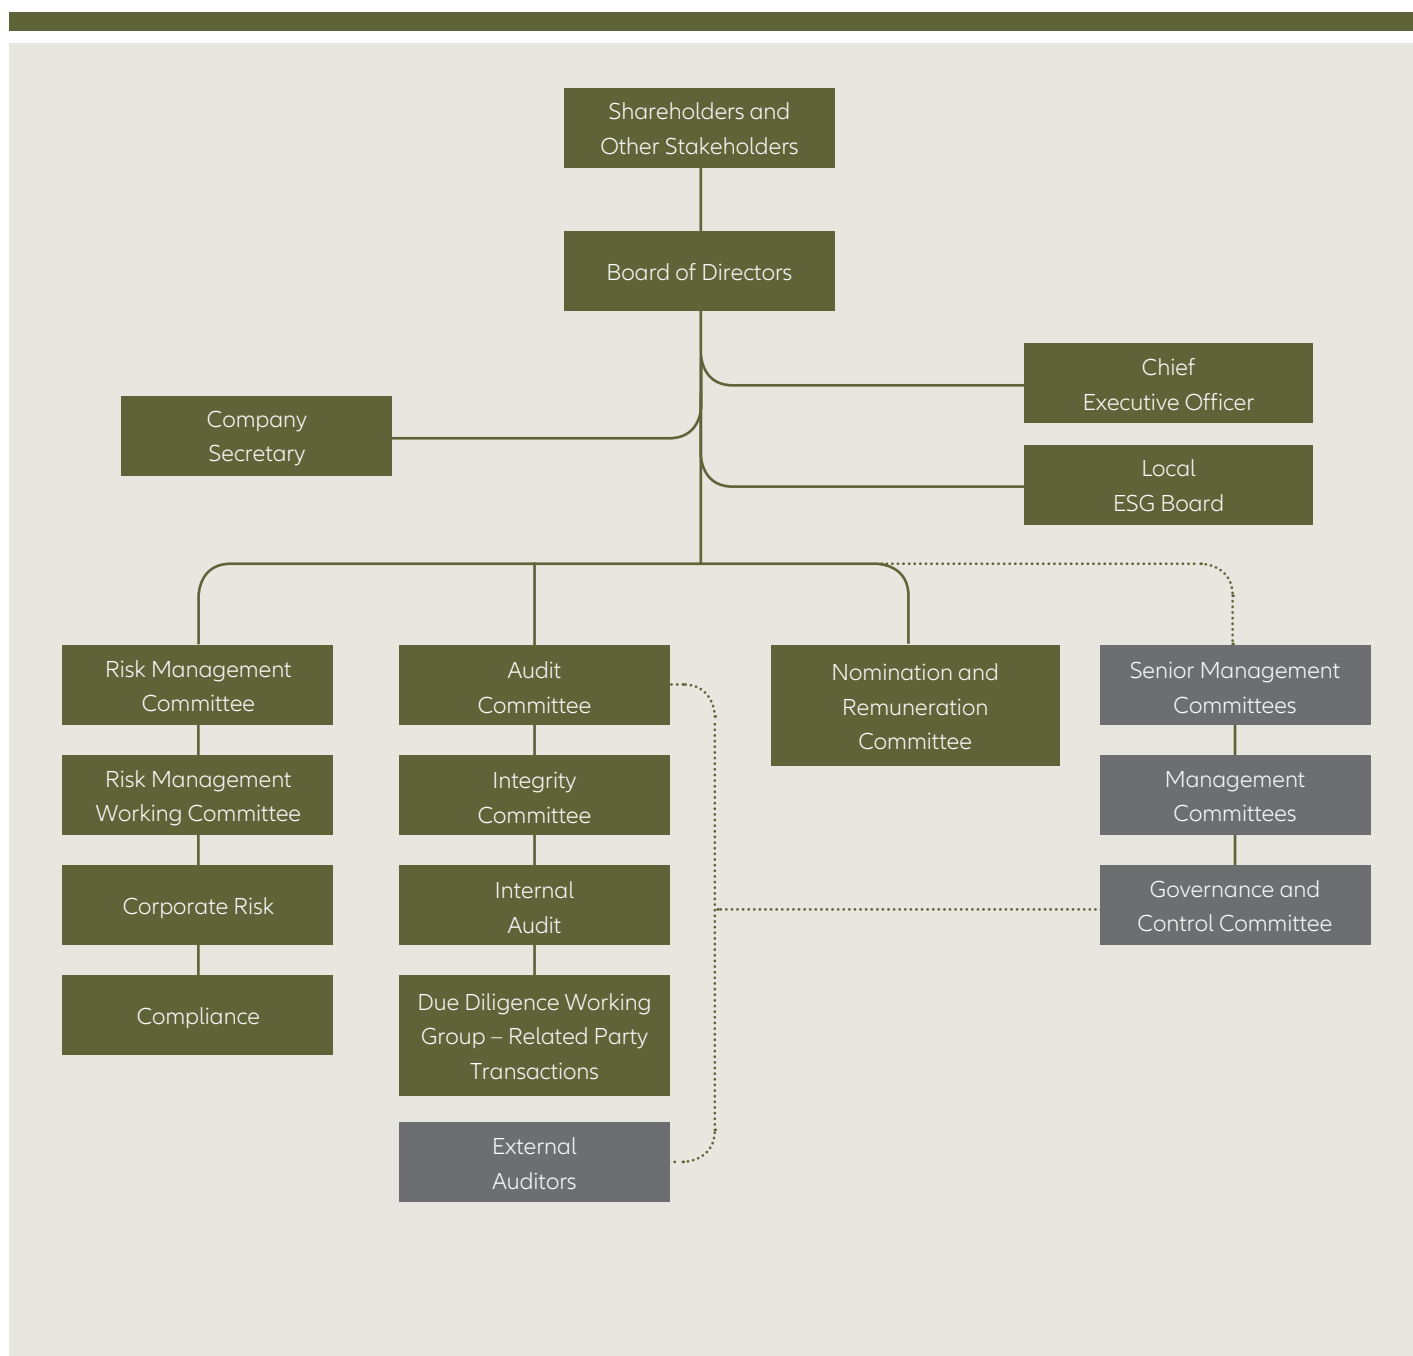 Shareholders and
Other Stakeholders
Board of Directors
Chief
Executive Officer
Company
Secretary
Local
ESG Board
Risk Management
Committee
Audit
Committee
Nomination and
Remuneration
Committee
Senior Management
Committees
Risk Management
Working Committee
Integrity
Committee
Management
Committees
Corporate Risk
Internal
Audit
Governance and
Control Committee
Compliance
Due Diligence Working
Group – Related Party
Transactions
External
Auditors